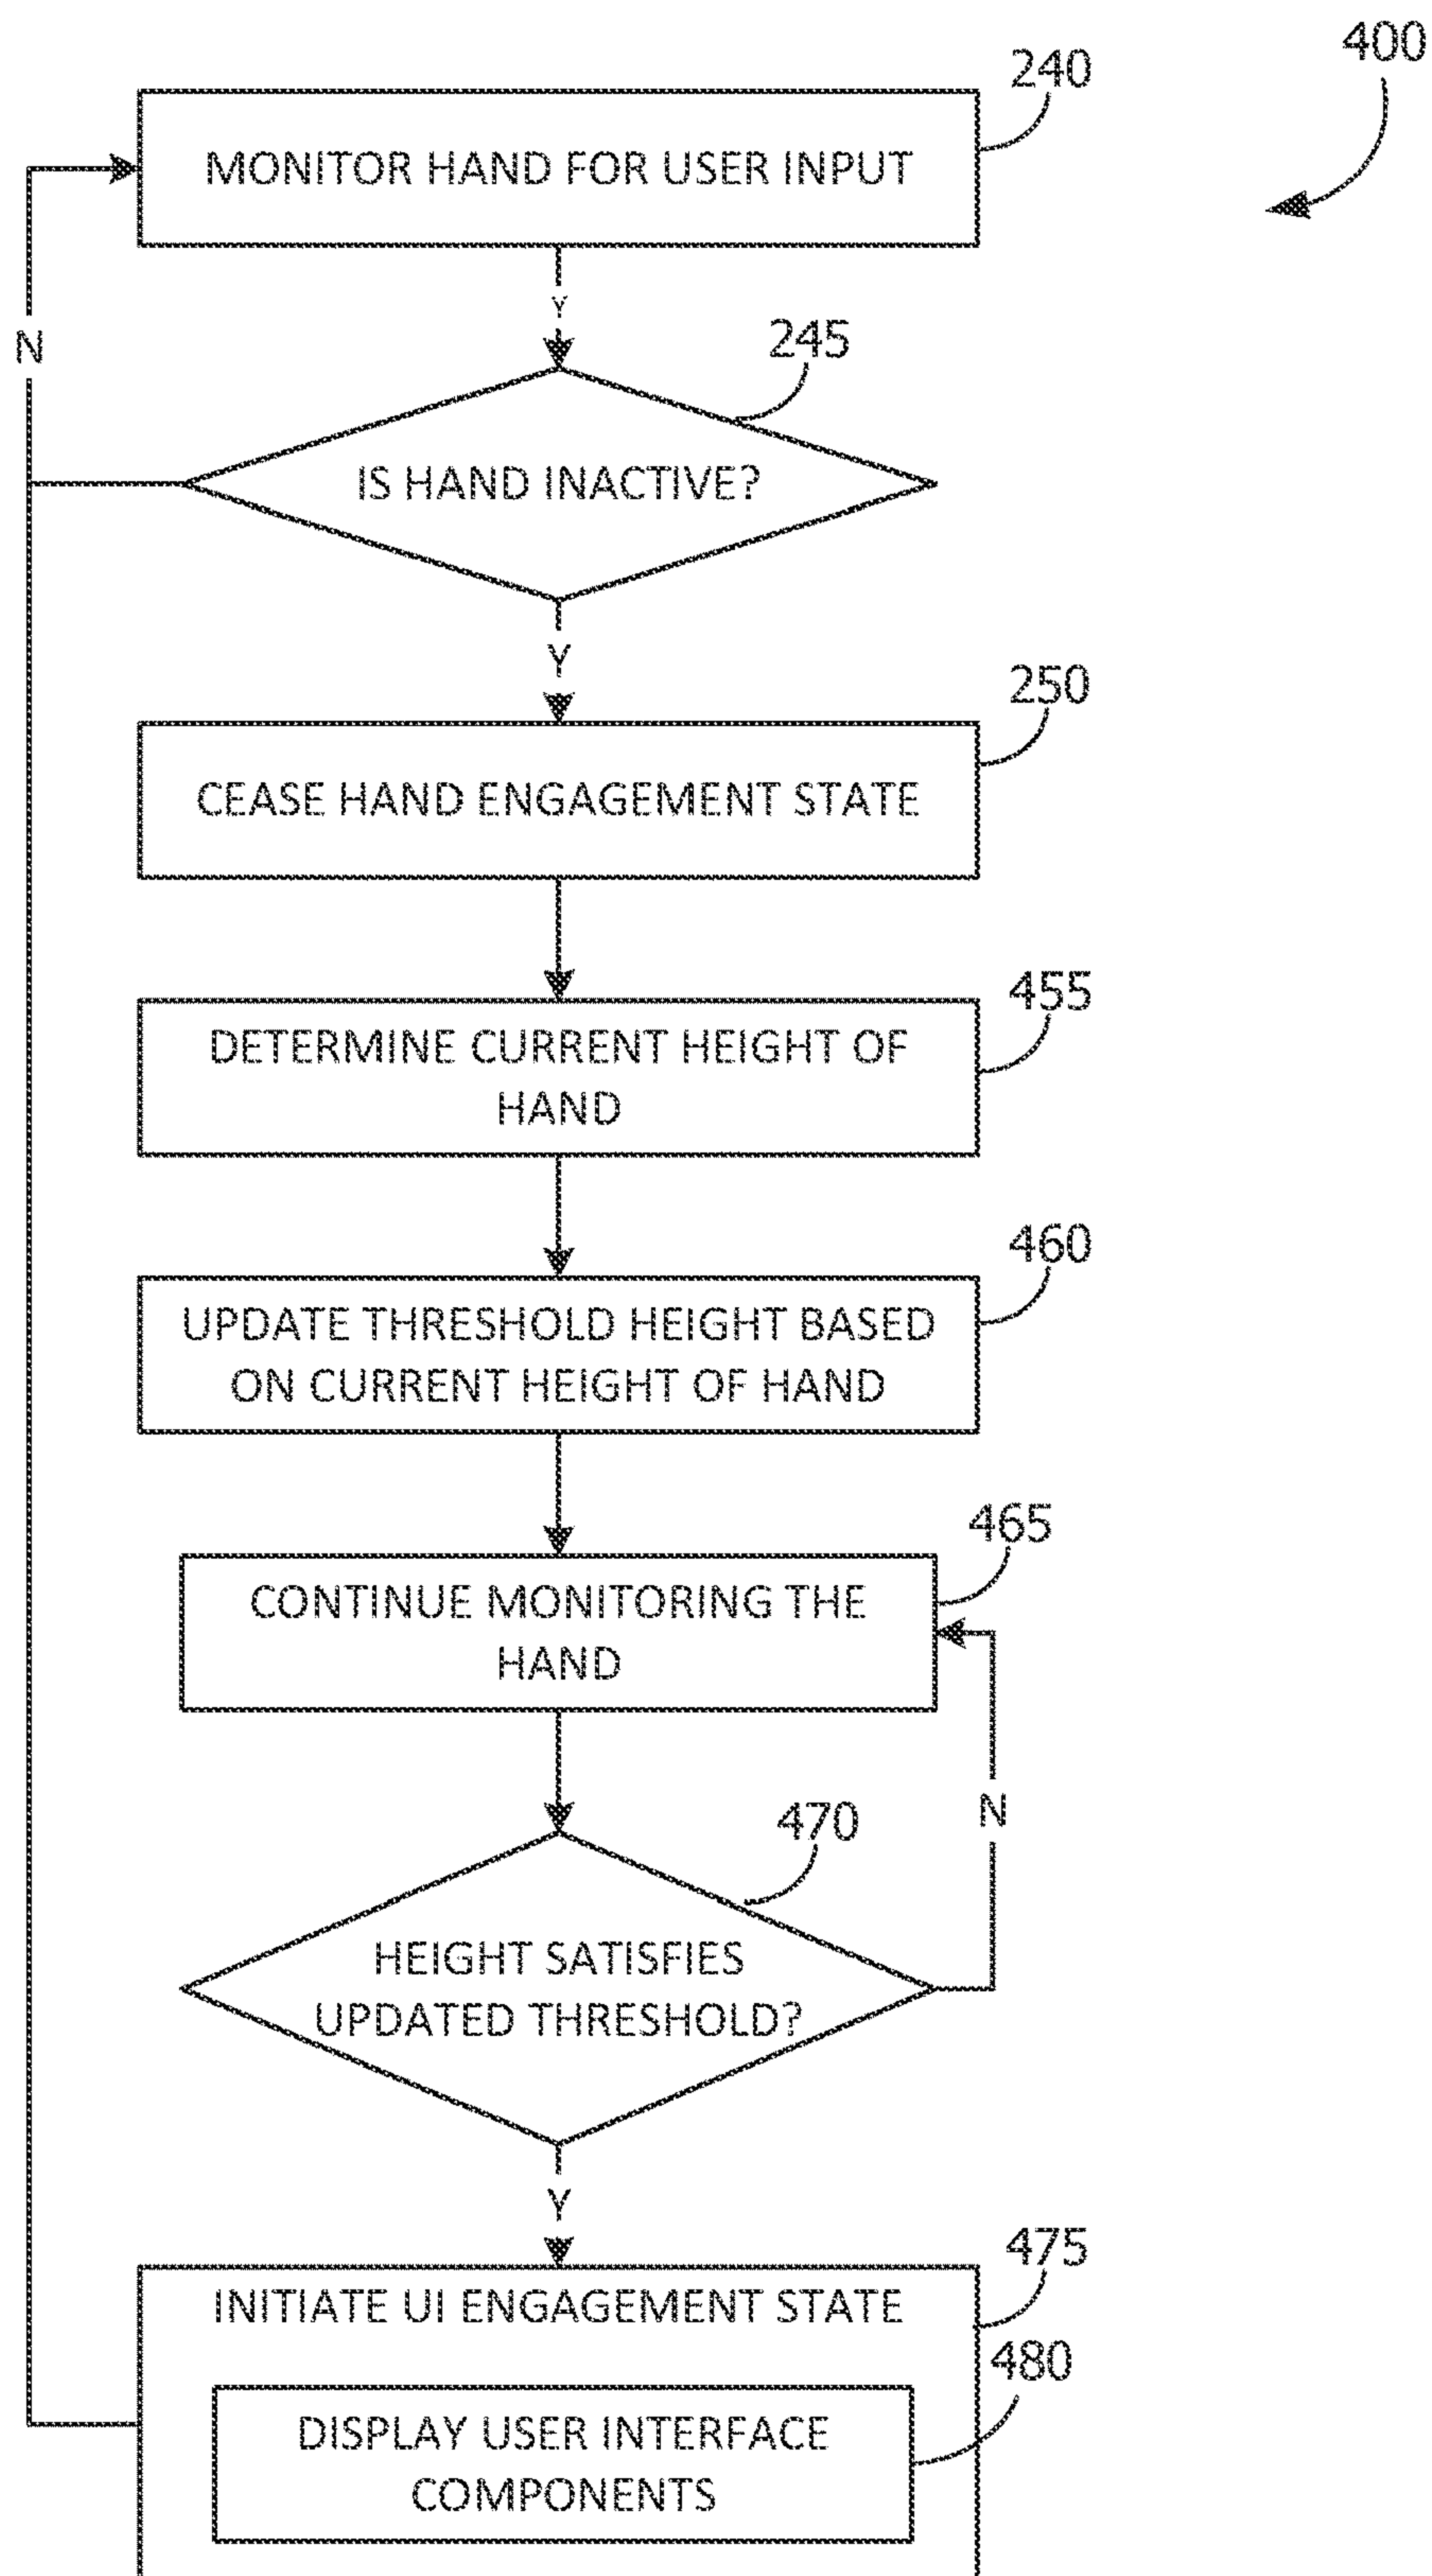 400
240
MONITOR HAND FOR USER INPUT
Y
N
245
IS HAND INACTIVE?
Y
250
CEASE HAND ENGAGEMENT STATE
455
DETERMINE CURRENT HEIGHT OF
HAND
460
UPDATE THRESHOLD HEIGHT BASED
ON CURRENT HEIGHT OF HAND
465
CONTINUE MONITORING THE
HAND
470
N
HEIGHT SATISFIES
UPDATED THRESHOLD?
Y
475
INITIATE UI ENGAGEMENT STATE
480
DISPLAY USER INTERFACE
COMPONENTS